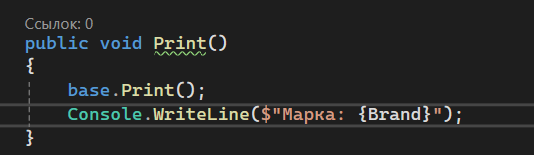 Ссылок: 0
public void Print()
{
    base.Print();
    Console.WriteLine($"Марка: {Brand}");
}